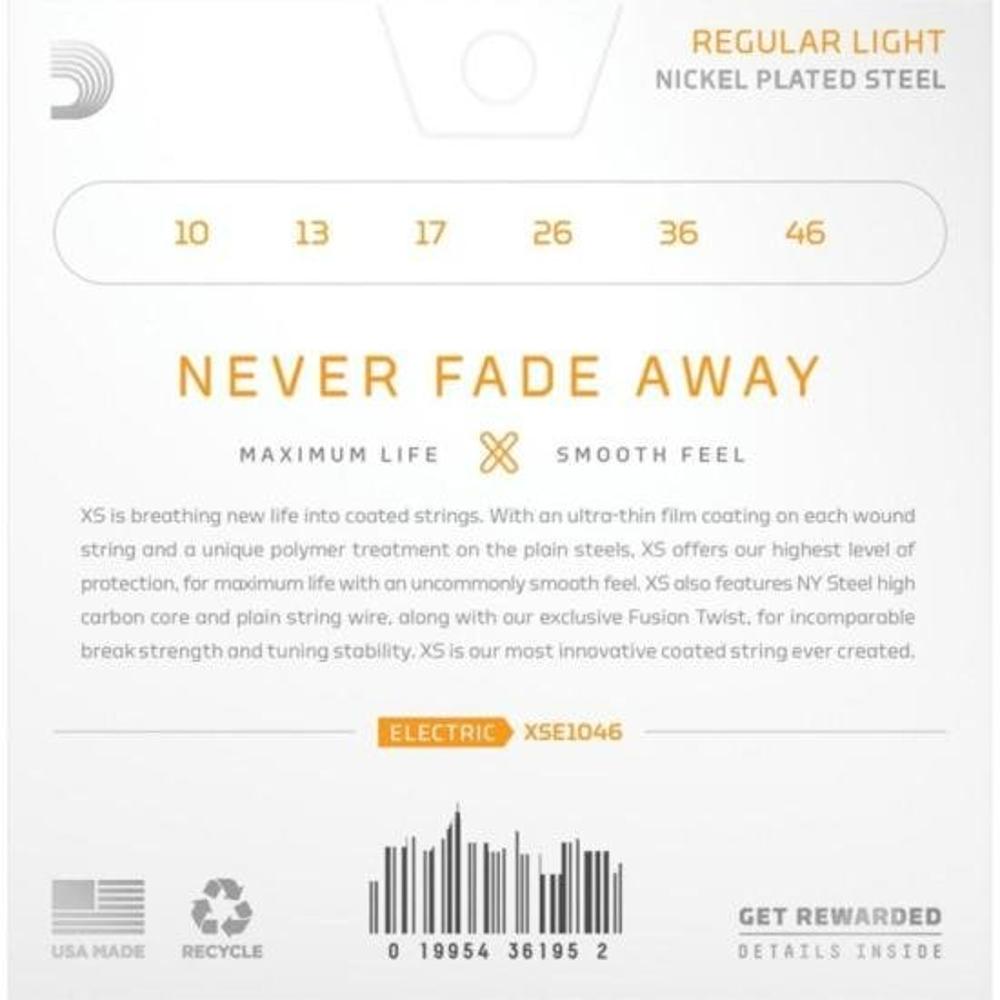 REGULAR LIGHT
NICKEL PLATED STEEL
10 13 17 26 36 46
NEVER FADE AWAY
MAXIMUM LIFE SMOOTH FEEL
XS is breathing new life into coated strings. With an ultra-thin film coating on each wound
string and a unique polymer treatment on the plain steels, XS offers our highest level of
protection, for maximum life with an uncommonly smooth feel. XS also features NY Steel high
carbon core and plain string wire, along with our exclusive Fusion Twist, for incomparable
break strength and tuning stability. XS is our most innovative coated string ever created.
ELECTRIC XSE1046
USA MADE
RECYCLE
0 19954 36195 2
GET REWARDED
DETAILS INSIDE